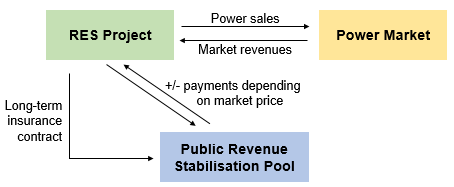 RES Project
Power sales
Market revenues
Power Market
+/- payments depending
on market price
Long-term
insurance
contract
Public Revenue
Stabilisation Pool